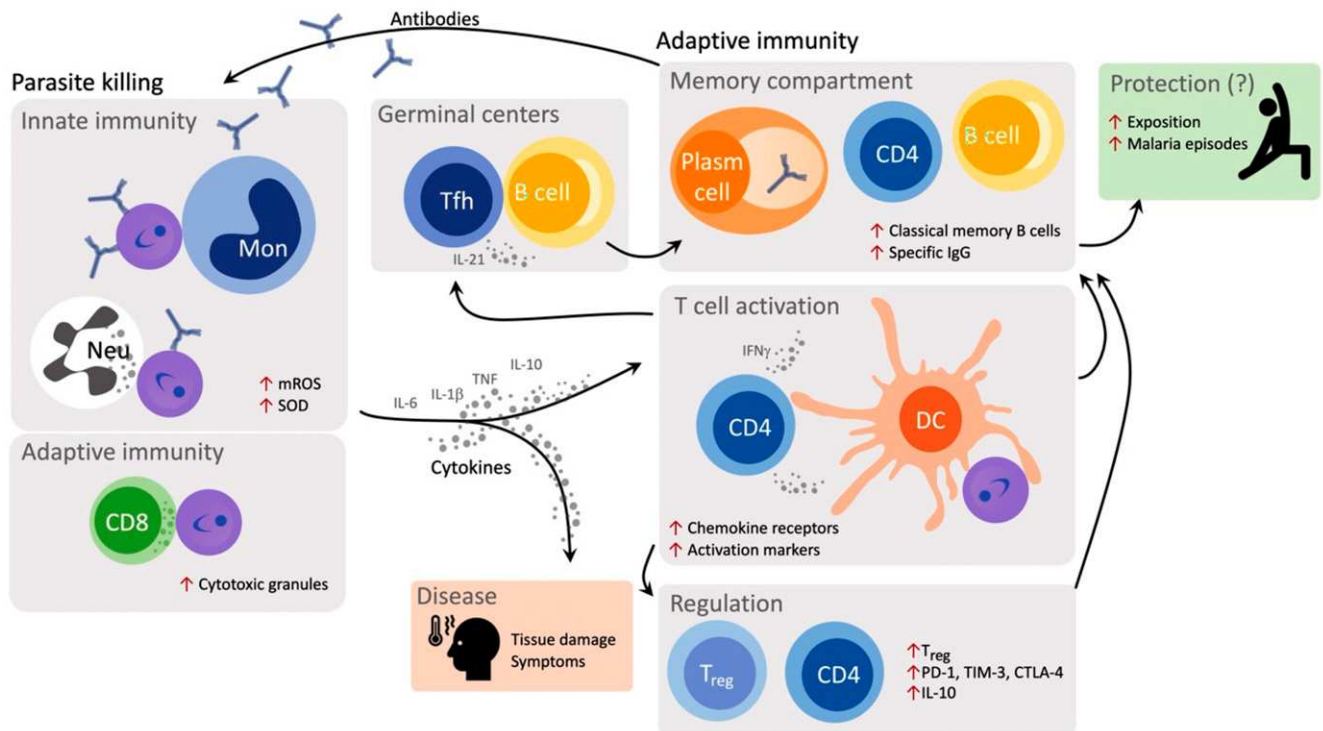 Antibodies
Parasite killing
Innate immunity
Mon
Neu
↑ mROS
↑ SOD
Adaptive immunity
CD8
↑ Cytotoxic granules
Germinal centers
Tfh
B cell
IL-21
IL-6
IL-1β
TNF
IL-10
Cytokines
Disease
Tissue damage
Symptoms
Adaptive immunity
Memory compartment
Plasm
cell
CD4
B cell
↑ Classical memory B cells
↑ Specific IgG
T cell activation
IFNγ
CD4
DC
↑ Chemokine receptors
↑ Activation markers
Regulation
Treg
CD4
↑Treg
↑PD-1, TIM-3, CTLA-4
↑IL-10
Protection (?)
↑ Exposition
↑ Malaria episodes